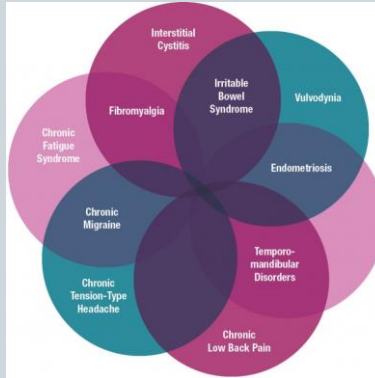 Interstitial
Cystitis
Irritable
Bowel
Syndrome
Vulvodynia
Fibromyalgia
Chronic
Fatigue
Syndrome
Endometriosis
Chronic
Migraine
Temporo-
mandibular
Disorders
Chronic
Tension-Type
Headache
Chronic
Low Back Pain